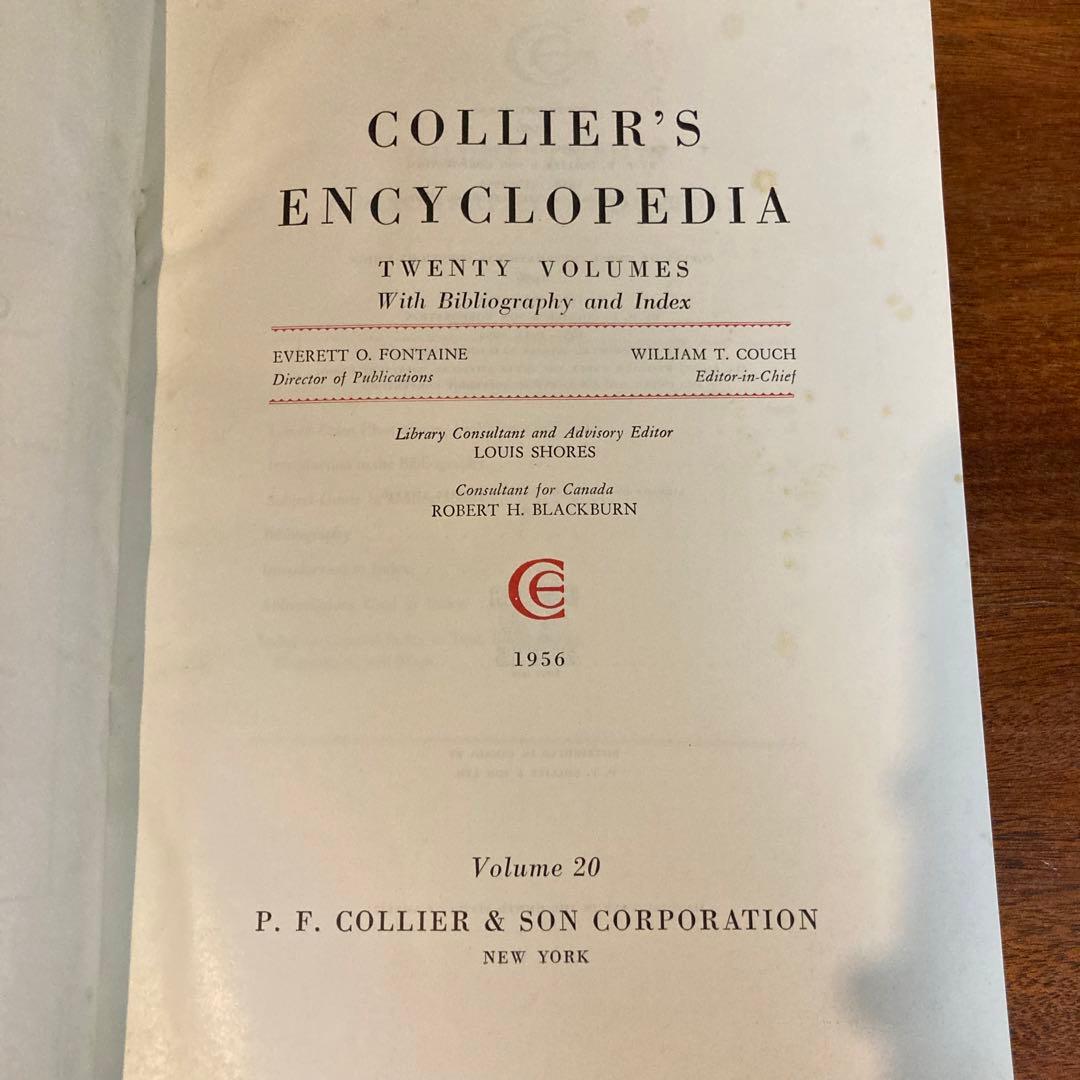 COLLIER'S
ENCYCLOPEDIA
TWENTY VOLUMES
With Bibliography and Index
EVERETT O. FONTAINE
Director of Publications
WILLIAM T. COUCH
Editor-in-Chief
Library Consultant and Advisory Editor
LOUIS SHORES
Consultant for Canada
ROBERT H. BLACKBURN
CE
1956
Volume 20
P. F. COLLIER & SON CORPORATION
NEW YORK